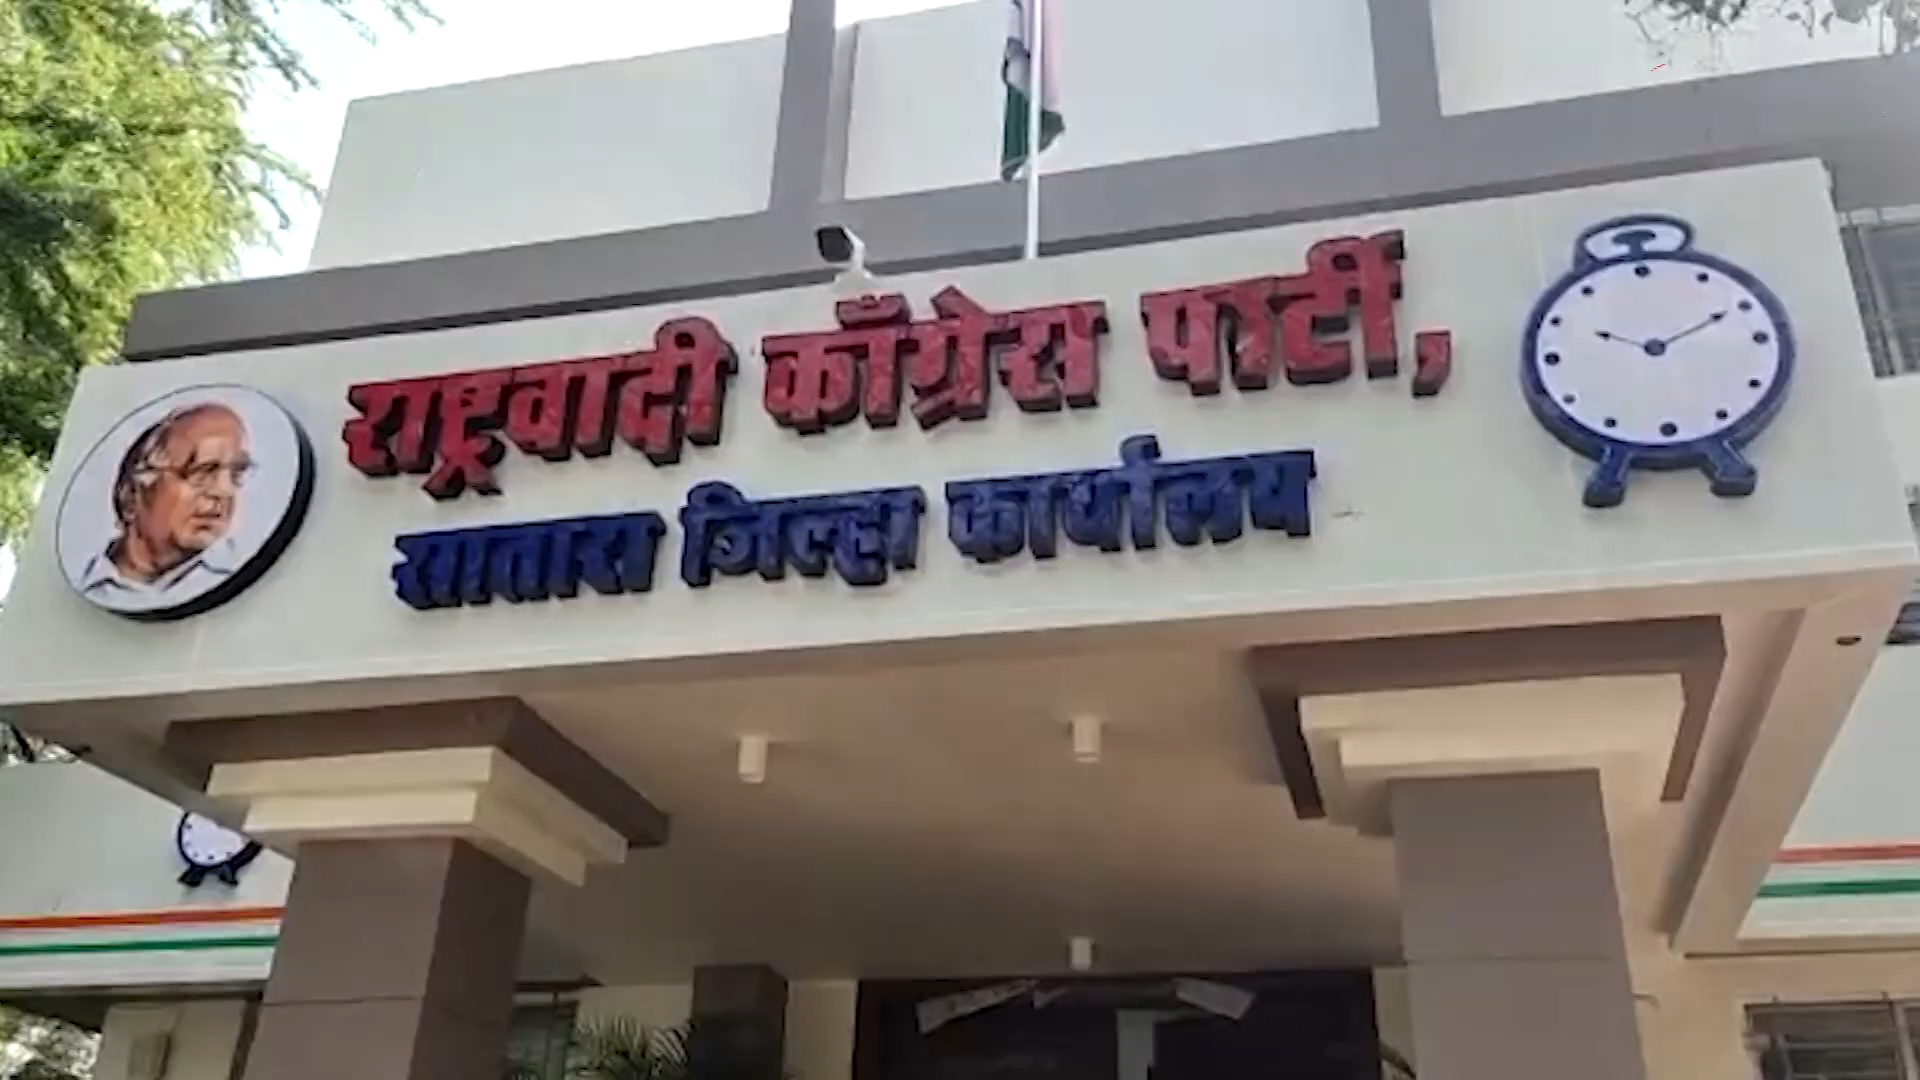 राष्ट्रवादी काँग्रेस पार्टी,
सातारा जिल्हा कार्यालय